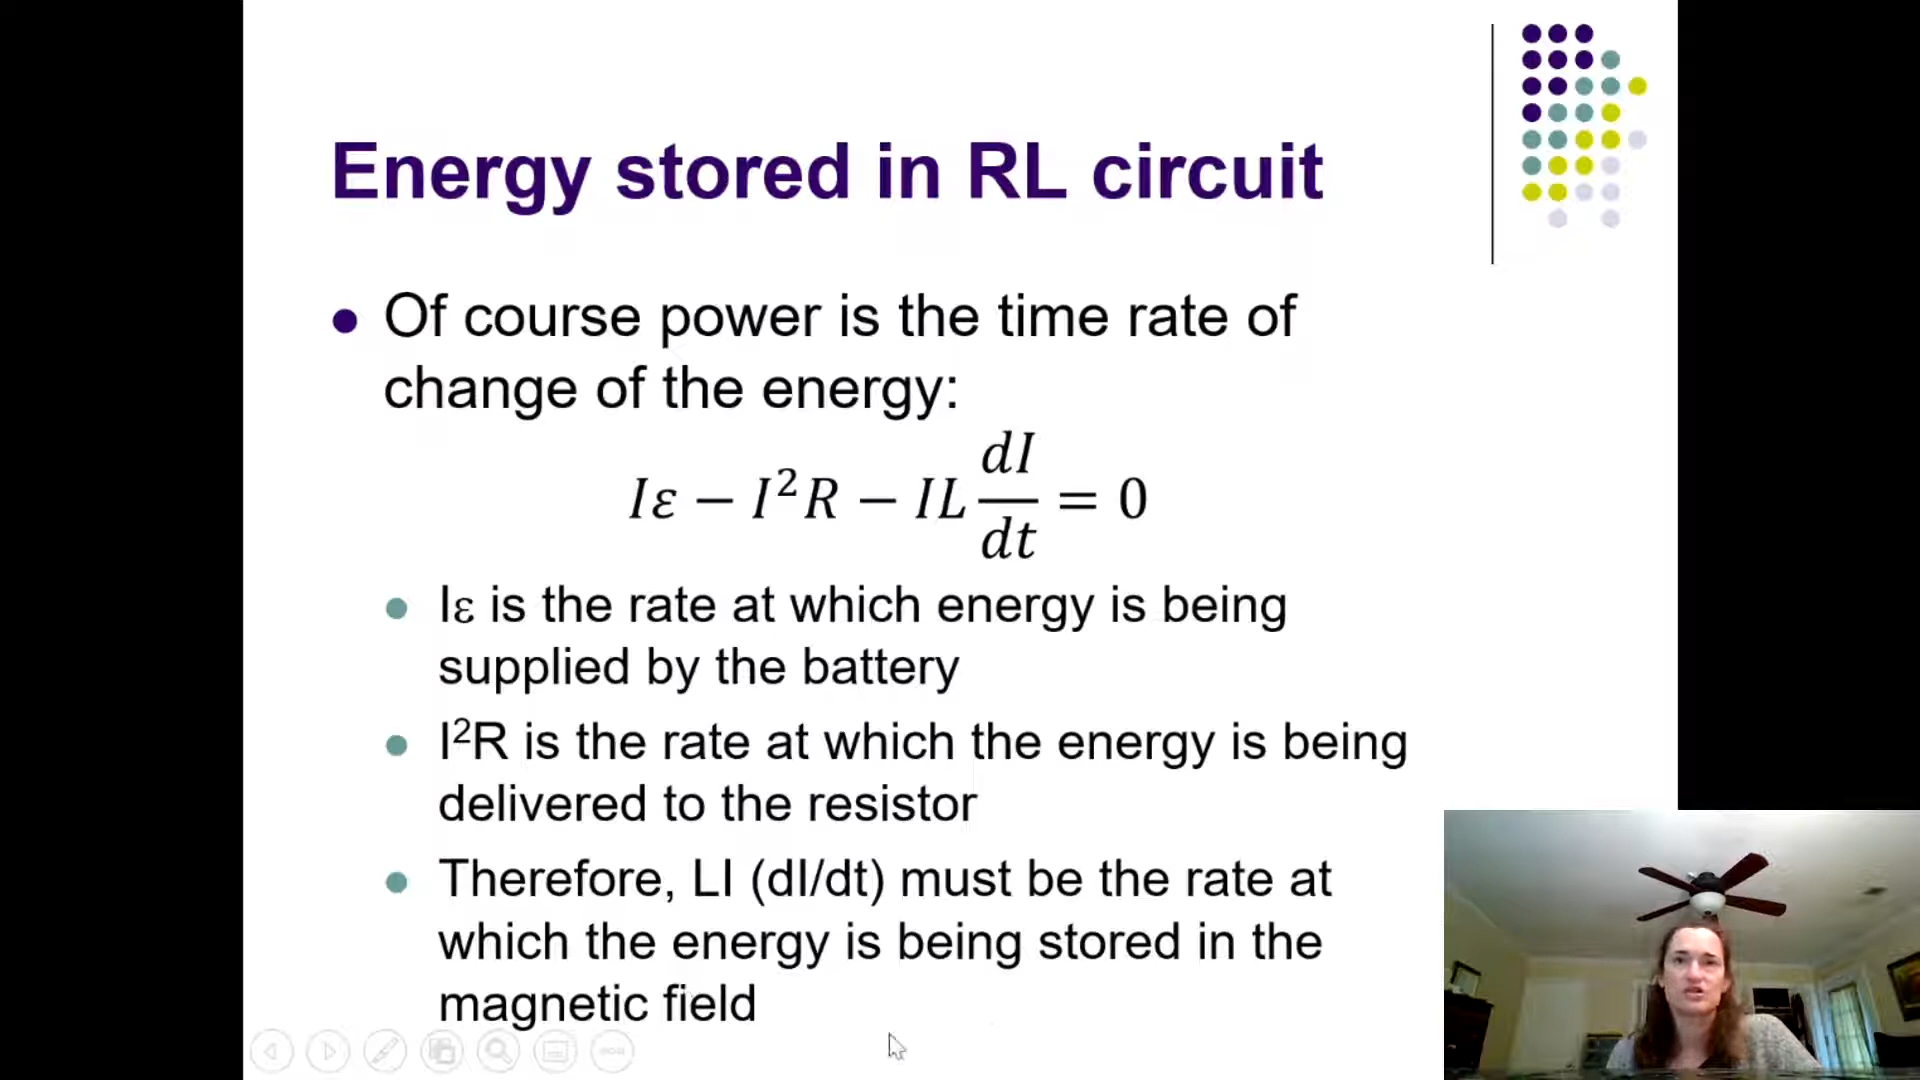 Energy stored in RL circuit
Of course power is the time rate of
change of the energy:
Iε − I²R − IL dI/dt = 0
Iε is the rate at which energy is being
supplied by the battery
I²R is the rate at which the energy is being
delivered to the resistor
Therefore, LI (dI/dt) must be the rate at
which the energy is being stored in the
magnetic field